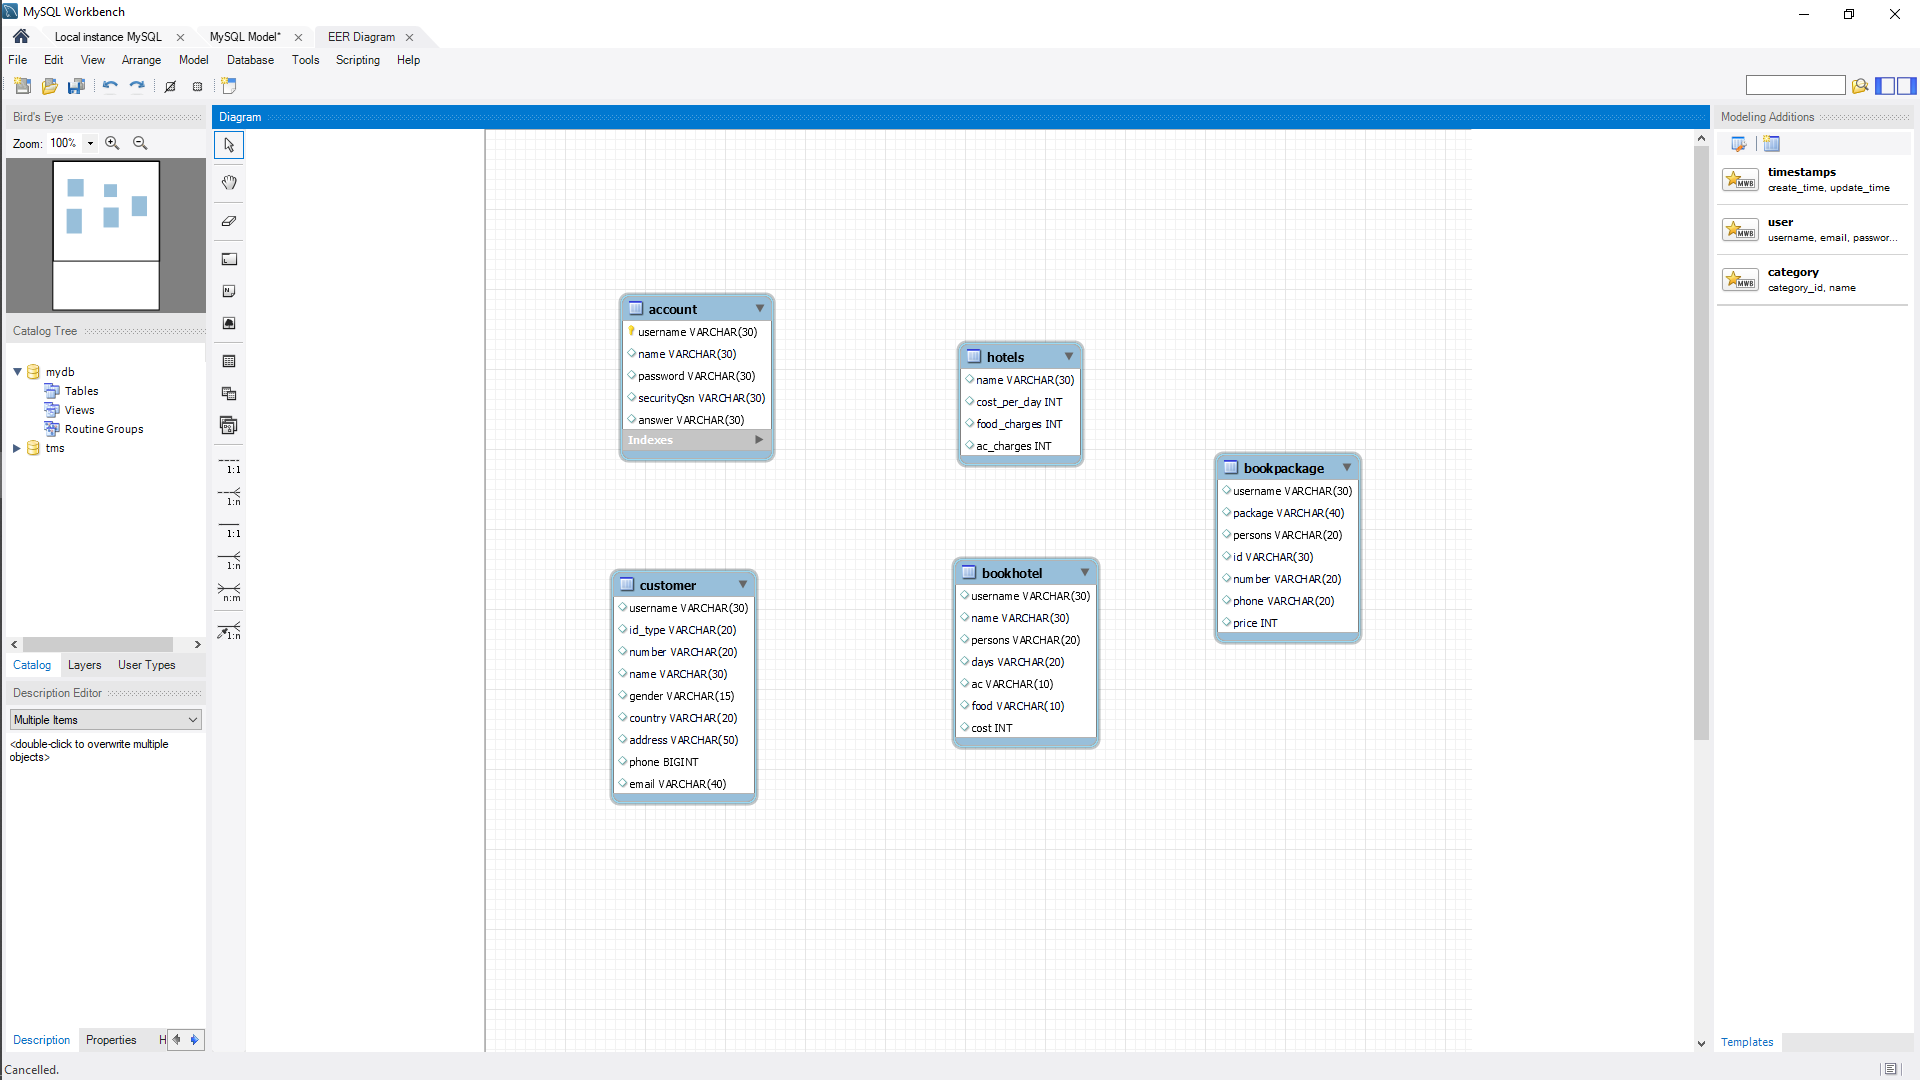 MySQL Workbench
Local instance MySQL
MySQL Model*
EER Diagram
File Edit View Arrange Model Database Tools Scripting Help
Bird's Eye
Zoom: 100%
Catalog Tree
mydb
Tables
Views
Routine Groups
tms
Catalog Layers User Types
Description Editor
Multiple Items
<double-click to overwrite multiple
objects>
Description Properties H
Cancelled.
Diagram
1:1
1:n
1:1
1:n
n:m
1:n
account
username VARCHAR(30)
name VARCHAR(30)
password VARCHAR(30)
securityQsn VARCHAR(30)
answer VARCHAR(30)
Indexes
hotels
name VARCHAR(30)
cost_per_day INT
food_charges INT
ac_charges INT
bookpackage
username VARCHAR(30)
package VARCHAR(40)
persons VARCHAR(20)
id VARCHAR(30)
number VARCHAR(20)
phone VARCHAR(20)
price INT
customer
username VARCHAR(30)
id_type VARCHAR(20)
number VARCHAR(20)
name VARCHAR(30)
gender VARCHAR(15)
country VARCHAR(20)
address VARCHAR(50)
phone BIGINT
email VARCHAR(40)
bookhotel
username VARCHAR(30)
name VARCHAR(30)
persons VARCHAR(20)
days VARCHAR(20)
ac VARCHAR(10)
food VARCHAR(10)
cost INT
Modeling Additions
MWB
timestamps
create_time, update_time
MWB
user
username, email, passwor...
MWB
category
category_id, name
Templates